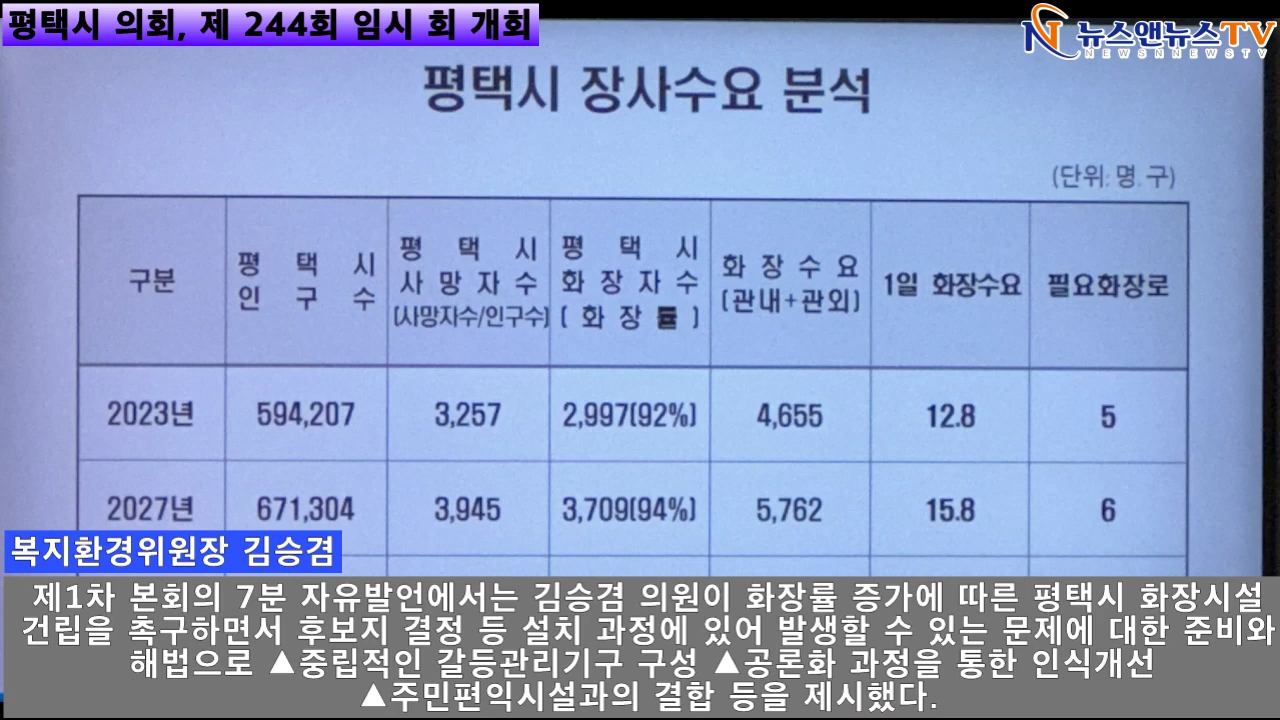 평택시 의회, 제 244회 임시 회 개회
뉴스앤뉴스TV
NEWSNNEWSTV
평택시 장사수요 분석
(단위: 명. 구)
구분
평택시
인구수
평택시
사망자수
(사망자수/인구수)
평택시
화장자수
(화장률)
화장수요
(관내+관외)
1일 화장수요
필요화장로
2023년 594,207 3,257 2,997(92%) 4,655 12.8 5
2027년 671,304 3,945 3,709(94%) 5,762 15.8 6
복지환경위원장 김승겸
제1차 본회의 7분 자유발언에서는 김승겸 의원이 화장률 증가에 따른 평택시 화장시설
건립을 촉구하면서 후보지 결정 등 설치 과정에 있어 발생할 수 있는 문제에 대한 준비와
해법으로 ▲중립적인 갈등관리기구 구성 ▲공론화 과정을 통한 인식개선
▲주민편익시설과의 결합 등을 제시했다.